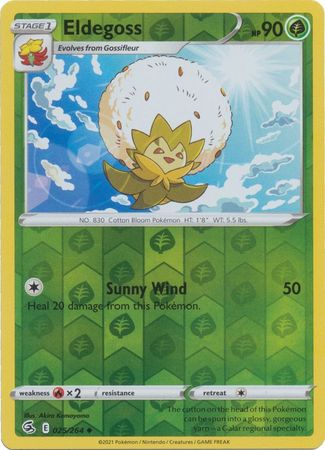 STAGE 1
Eldegoss
HP 90
Evolves from Gossifleur
NO. 830 Cotton Bloom Pokémon HT: 1'8" WT: 5.5 lbs.
Sunny Wind 50
Heal 20 damage from this Pokémon.
weakness ×2 resistance retreat
Illus. Akira Komayama
E 025/264
The cotton on the head of this Pokémon
can be spun into a glossy, gorgeous
yarn—a Galar regional specialty.
©2021 Pokémon / Nintendo / Creatures / GAME FREAK